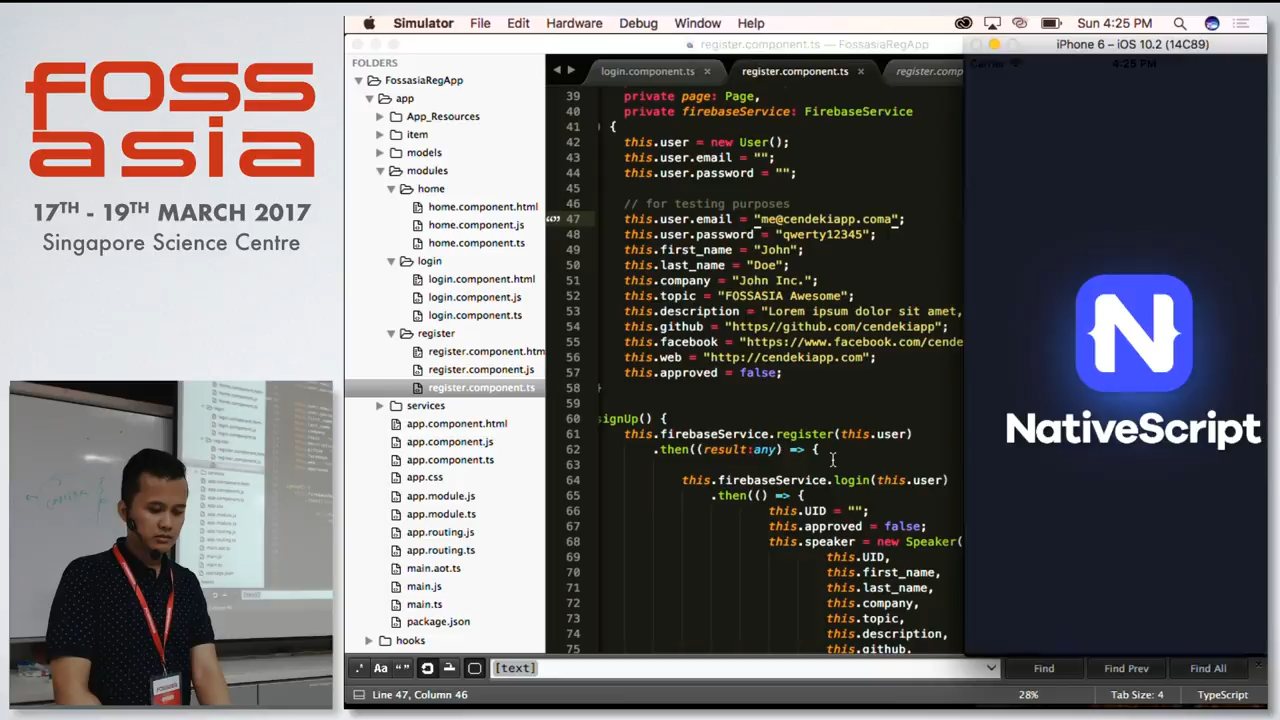 FOSS
ASIA
17TH - 19TH MARCH 2017
Singapore Science Centre
Simulator File Edit Hardware Debug Window Help
Sun 4:25 PM
register.component.ts — FossasiaRegApp
iPhone 6 – iOS 10.2 (14C89)
Carrier
4:25 PM
FOLDERS
FossasiaRegApp
app
App_Resources
item
models
modules
home
home.component.html
home.component.js
home.component.ts
login
login.component.html
login.component.js
login.component.ts
register
register.component.htm
register.component.js
register.component.ts
services
app.component.html
app.component.js
app.component.ts
app.css
app.module.js
app.module.ts
app.routing.js
app.routing.ts
main.aot.ts
main.js
main.ts
package.json
hooks
login.component.ts ×
register.component.ts ×
register.comp
39 private page: Page,
40 private firebaseService: FirebaseService
41 ) {
42 this.user = new User();
43 this.user.email = "";
44 this.user.password = "";
45
46 // for testing purposes
47 this.user.email = "me@cendekiapp.coma";
48 this.user.password = "qwerty12345";
49 this.first_name = "John";
50 this.last_name = "Doe";
51 this.company = "John Inc.";
52 this.topic = "FOSSASIA Awesome";
53 this.description = "Lorem ipsum dolor sit amet,
54 this.github = "https//github.com/cendekiapp";
55 this.facebook = "https://www.facebook.com/cende
56 this.web = "http://cendekiapp.com";
57 this.approved = false;
58 }
59
60 signUp() {
61 this.firebaseService.register(this.user)
62 .then((result:any) => {
63
64 this.firebaseService.login(this.user)
65 .then(() => {
66 this.UID = "";
67 this.approved = false;
68 this.speaker = new Speaker(
69 this.UID,
70 this.first_name,
71 this.last_name,
72 this.company,
73 this.topic,
74 this.description,
75 this.github,
N
NativeScript
.* Aa “”
[text]
Find
Find Prev
Find All
Line 47, Column 46
28%
Tab Size: 4
TypeScript